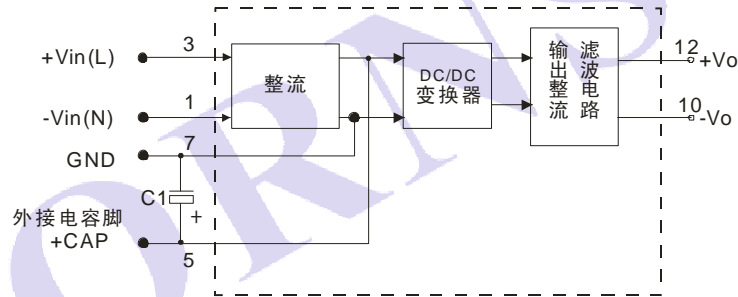 +Vin(L)
3
整流
DC/DC
变换器
输出整流
滤波电路
12
+Vo
-Vin(N)
1
10
-Vo
GND
7
C1
+
外接电容脚
+CAP
5
ORNS